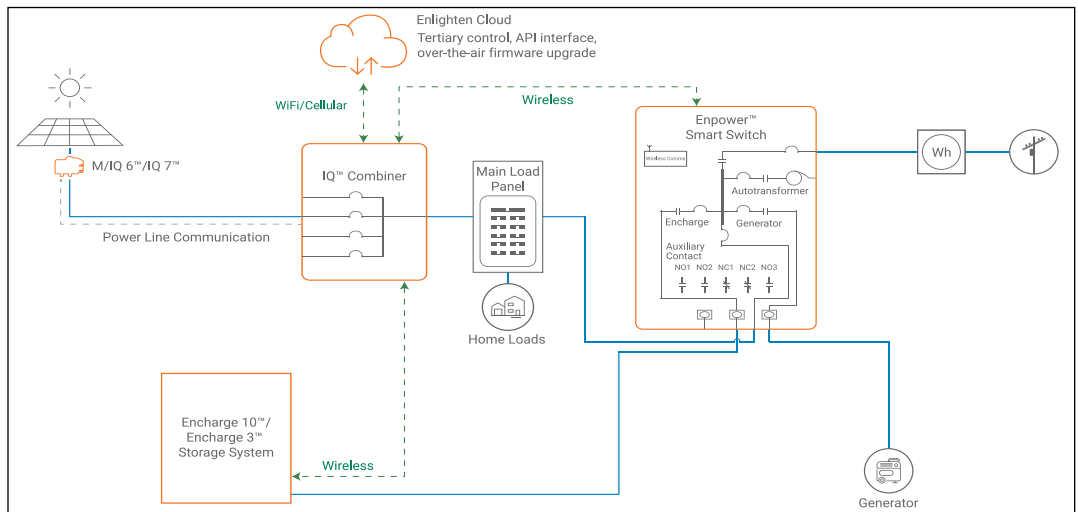 Enlighten Cloud
Tertiary control, API interface,
over-the-air firmware upgrade
WiFi/Cellular
Wireless
M/IQ 6™/IQ 7™
Power Line Communication
IQ™ Combiner
Main Load
Panel
Home Loads
Enpower™
Smart Switch
Wireless Comms
Autotransformer
Encharge
Generator
Auxiliary
Contact
NO1 NO2 NC1 NC2 NO3
Wh
Encharge 10™/
Encharge 3™
Storage System
Wireless
Generator